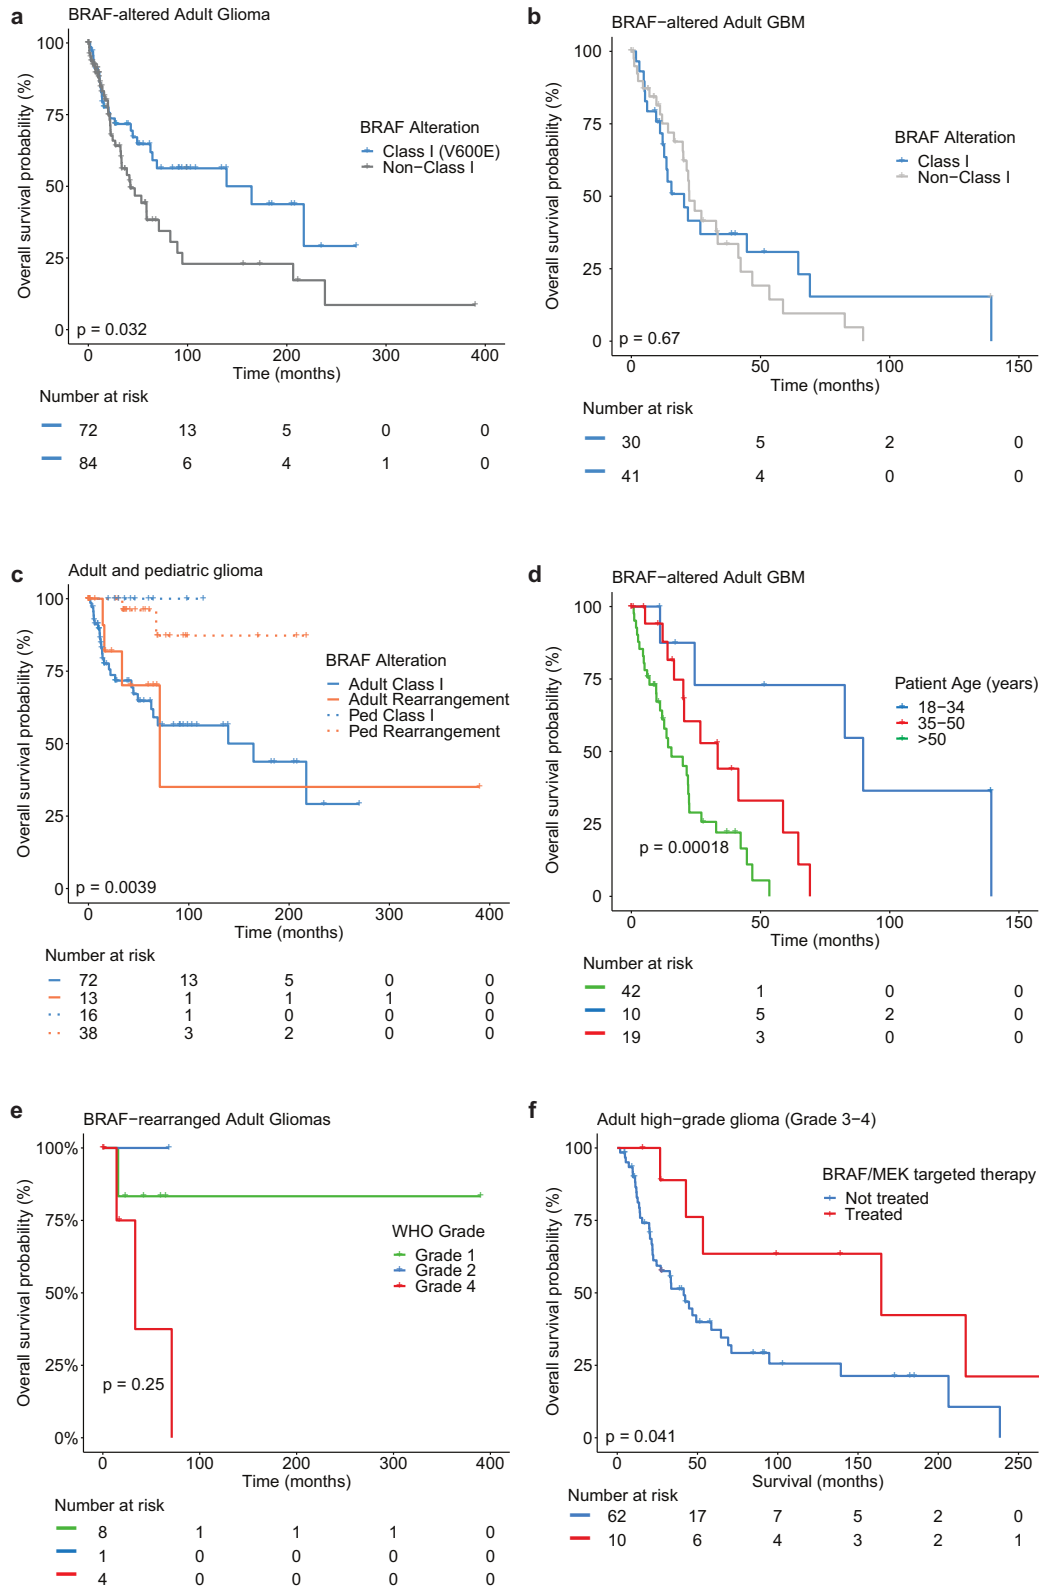 a
BRAF-altered Adult Glioma
Overall survival probability (%)
100
75
50
25
0
BRAF Alteration
Class I (V600E)
Non−Class I
p = 0.032
0 100 200 300 400
Time (months)
Number at risk
72 13 5 0 0
84 6 4 1 0
b
BRAF−altered Adult GBM
Overall survival probability (%)
100
75
50
25
0
BRAF Alteration
Class I
Non−Class I
p = 0.67
0 50 100 150
Time (months)
Number at risk
30 5 2 0
41 4 0 0
c
Adult and pediatric glioma
Overall survival probability (%)
100
75
50
25
0
BRAF Alteration
Adult Class I
Adult Rearrangement
Ped Class I
Ped Rearrangement
p = 0.0039
0 100 200 300 400
Time (months)
Number at risk
72 13 5 0 0
13 1 1 1 0
16 1 0 0 0
38 3 2 0 0
d
BRAF−altered Adult GBM
Overall survival probability (%)
100
75
50
25
0
Patient Age (years)
18−34
35−50
>50
p = 0.00018
0 50 100 150
Time (months)
Number at risk
42 1 0 0
10 5 2 0
19 3 0 0
e
BRAF−rearranged Adult Gliomas
Overall survival probability (%)
100%
75%
50%
25%
0%
WHO Grade
Grade 1
Grade 2
Grade 4
p = 0.25
0 100 200 300 400
Time (months)
Number at risk
8 1 1 1 0
1 0 0 0 0
4 0 0 0 0
f
Adult high−grade glioma (Grade 3−4)
Overall survival probability (%)
100
75
50
25
0
BRAF/MEK targeted therapy
Not treated
Treated
p = 0.041
0 50 100 150 200 250
Survival (months)
Number at risk
62 17 7 5 2 0
10 6 4 3 2 1